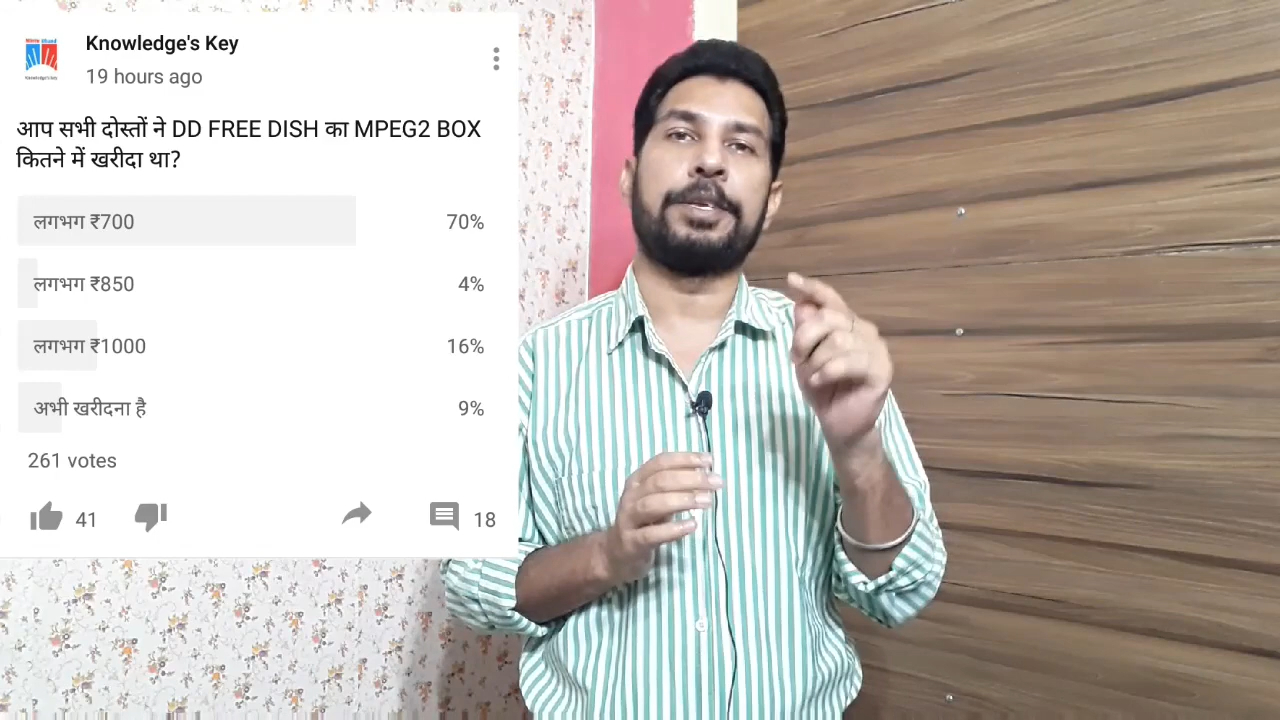 Knowledge's Key
19 hours ago
आप सभी दोस्तों ने DD FREE DISH का MPEG2 BOX
कितने में खरीदा था?
लगभग ₹700 70%
लगभग ₹850 4%
लगभग ₹1000 16%
अभी खरीदना है 9%
261 votes
41 18